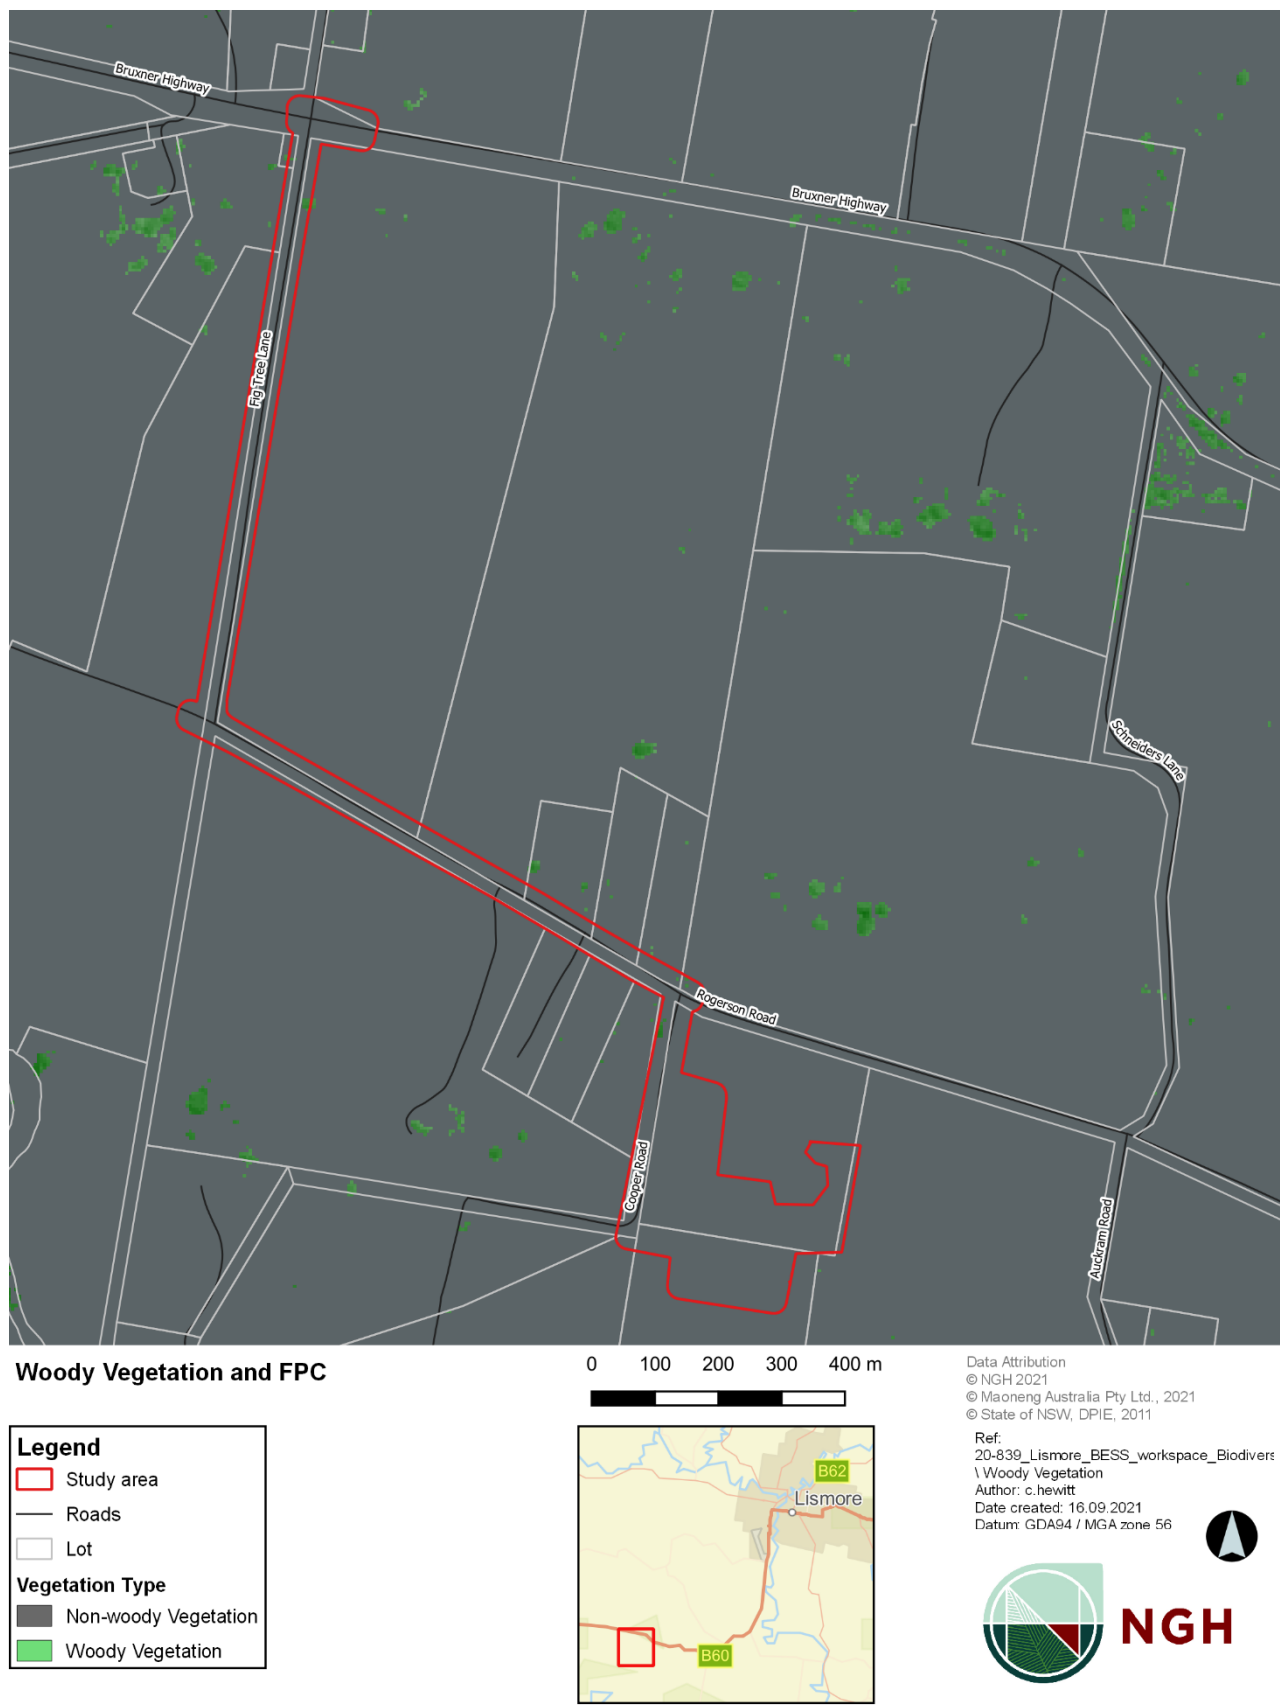 Bruxner Highway
Bruxner Highway
Fig Tree Lane
Schneiders Lane
Rogerson Road
Cooper Road
Auckram Road
Woody Vegetation and FPC
0 100 200 300 400 m
Data Attribution
© NGH 2021
© Maoneng Australia Pty Ltd., 2021
© State of NSW, DPIE, 2011
Ref:
20-839_Lismore_BESS_workspace_Biodivers
\ Woody Vegetation
Author: c.hewitt
Date created: 16.09.2021
Datum: GDA94 / MGA zone 56
Legend
Study area
Roads
Lot
Vegetation Type
Non-woody Vegetation
Woody Vegetation
B62
Lismore
B60
NGH